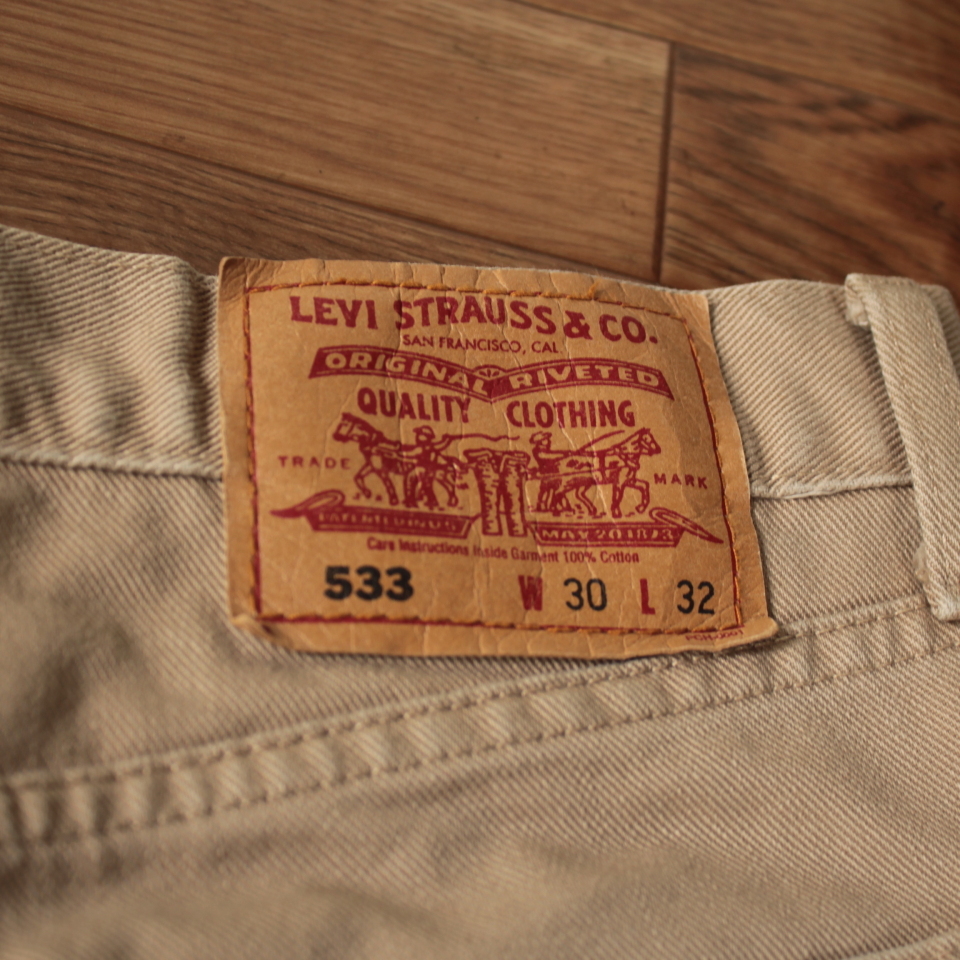 LEVI STRAUSS & CO.
SAN FRANCISCO, CAL
ORIGINAL RIVETED
QUALITY CLOTHING
TRADE MARK
MAY 20 1873
Care Instructions Inside Garment 100% Cotton
533 W 30 L 32